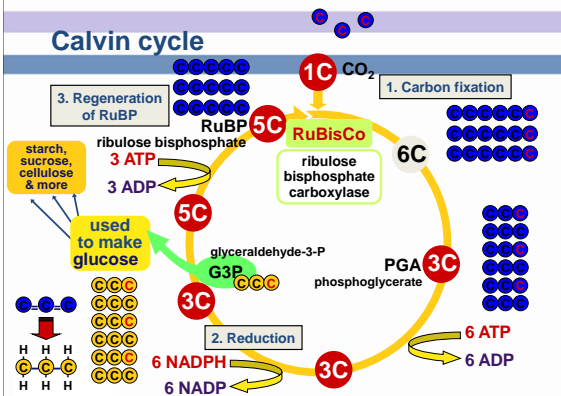 Calvin cycle
C C C
1C CO2
1. Carbon fixation
3. Regeneration
of RuBP
C C C C C
C C C C C
C C C C C
RuBP
ribulose bisphosphate
5C
RuBisCo
ribulose
bisphosphate
carboxylase
6C
C C C C C C
C C C C C C
C C C C C C
starch,
sucrose,
cellulose
& more
3 ATP
3 ADP
5C
used
to make
glucose
glyceraldehyde-3-P
G3P
C C C
3C
PGA
phosphoglycerate
3C
C C C
C C C
C C C
C C C
C C C
C C C
C C C
C C C
C C C
C C C
C C C
C C C
C=C=C
H H H
C–C–C
H H H
2. Reduction
6 NADPH
6 NADP
3C
6 ATP
6 ADP